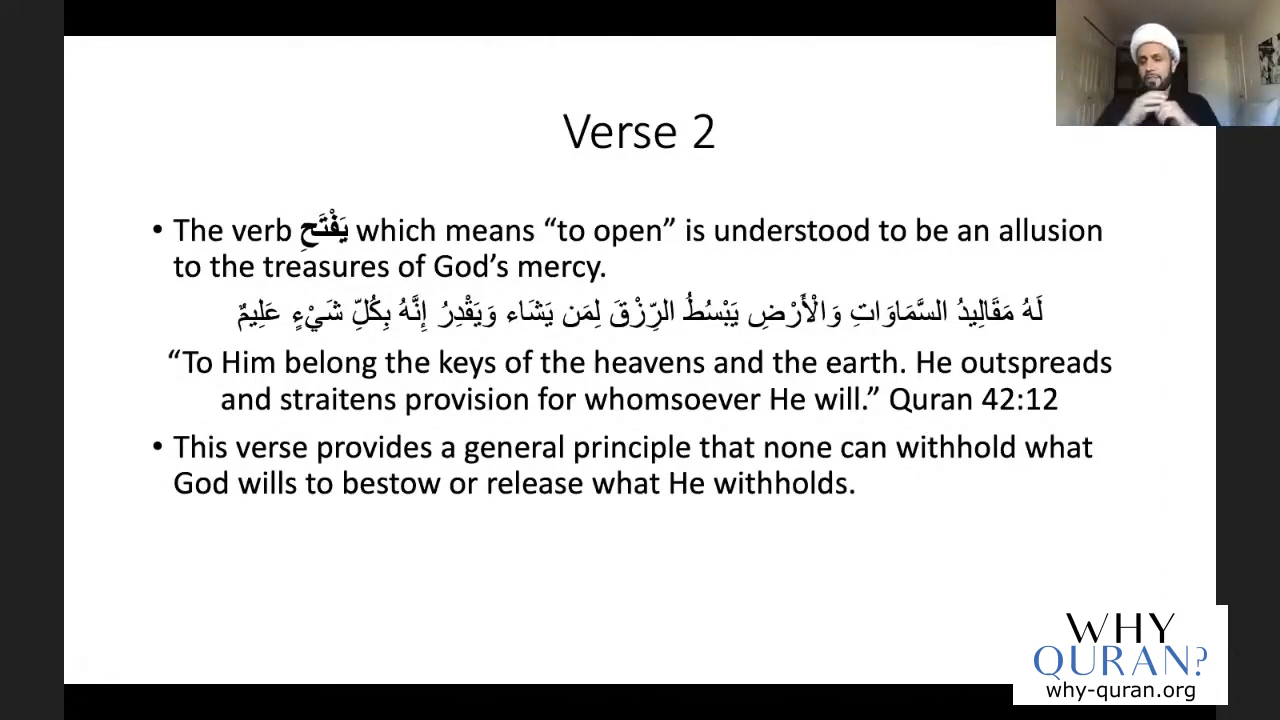 Verse 2
• The verb يَفْتَحِ which means “to open” is understood to be an allusion
to the treasures of God’s mercy.
لَهُ مَقَالِيدُ السَّمَاوَاتِ وَالْأَرْضِ يَبْسُطُ الرِّزْقَ لِمَن يَشَاء وَيَقْدِرُ إِنَّهُ بِكُلِّ شَيْءٍ عَلِيمٌ
“To Him belong the keys of the heavens and the earth. He outspreads
and straitens provision for whomsoever He will.” Quran 42:12
• This verse provides a general principle that none can withhold what
God wills to bestow or release what He withholds.
WHY
QURAN?
why-quran.org